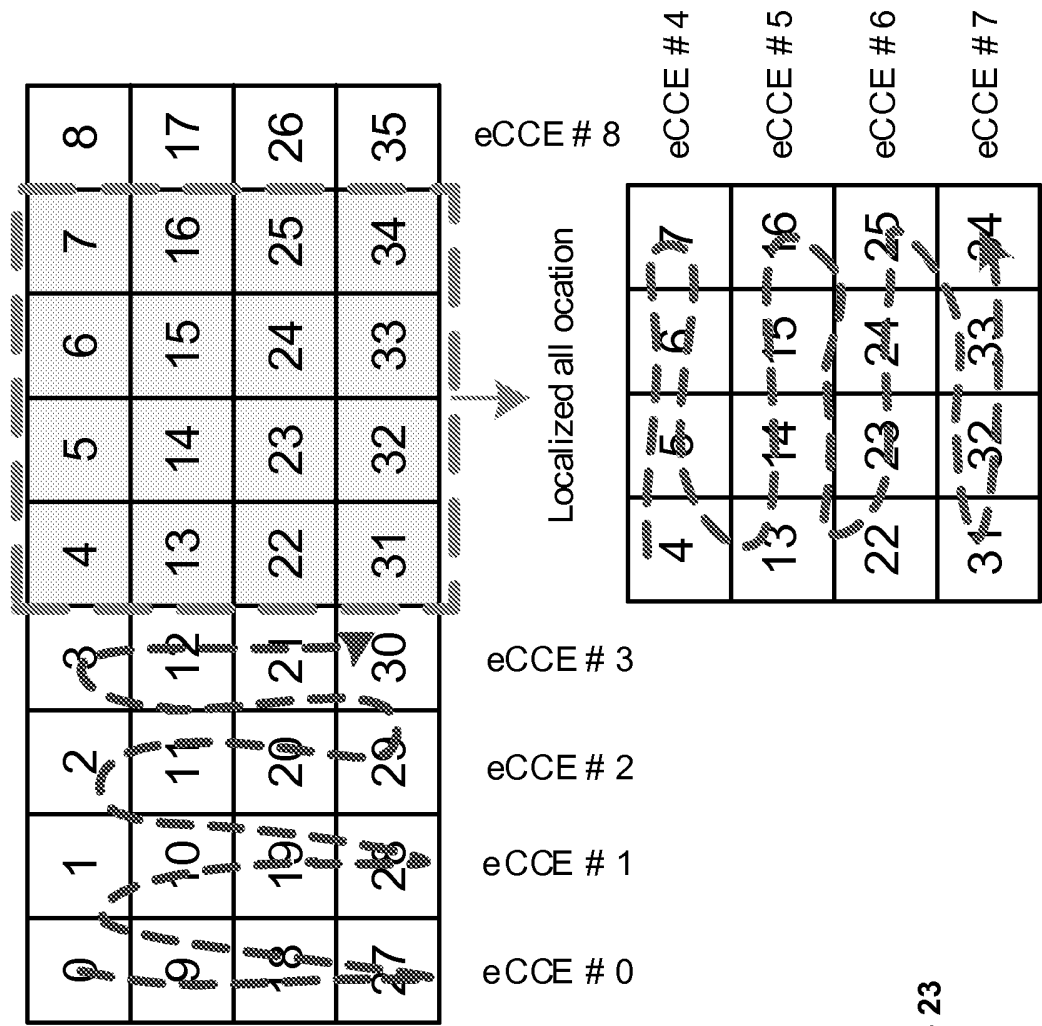 0 1 2 3 4 5 6 7 8
9 10 11 12 13 14 15 16 17
18 19 20 21 22 23 24 25 26
27 28 29 30 31 32 33 34 35
eCCE # 0
eCCE # 1
eCCE # 2
eCCE # 3
eCCE # 8
Localized all ocation
4 5 6 7 eCCE # 4
13 14 15 16 eCCE # 5
22 23 24 25 eCCE # 6
31 32 33 34 eCCE # 7
23